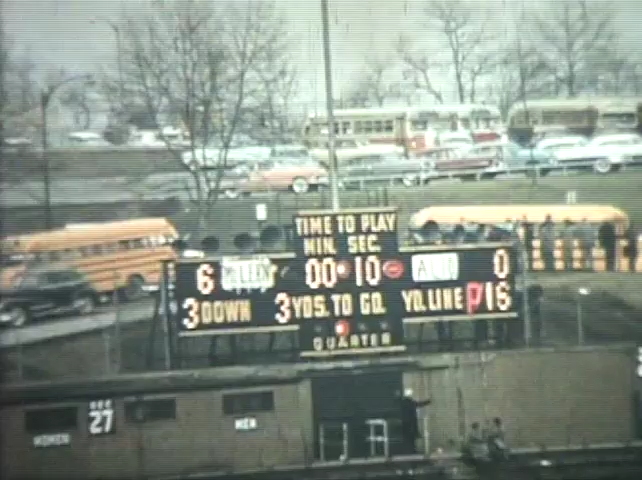 TIME TO PLAY
MIN. SEC.
6 00 10 0
3 DOWN 3 YDS. TO GO. YD. LINE P 16
QUARTER
SEC
27
WOMEN
MEN